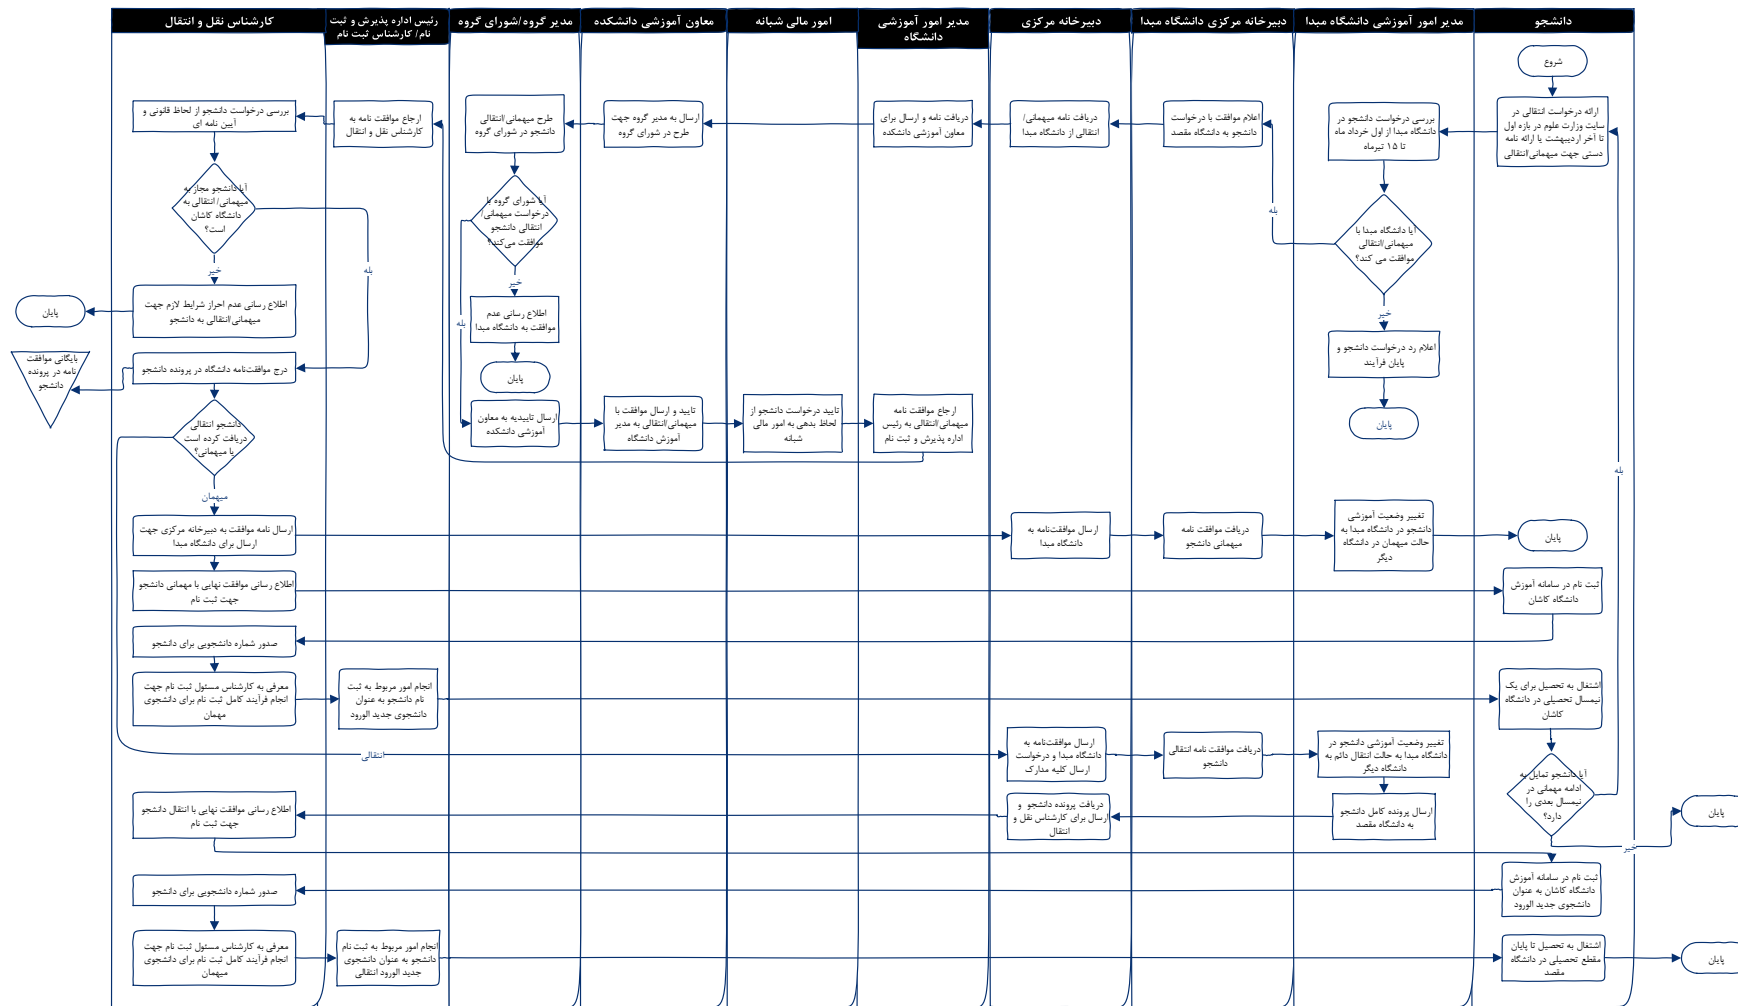 دانشجو
مدیر امور آموزشی دانشگاه مبدا
دبیرخانه مرکزی دانشگاه مبدا
دبیرخانه مرکزی
مدیر امور آموزشی
دانشگاه
امور مالی شبانه
معاون آموزشی دانشکده
مدیر گروه/شورای گروه
رئیس اداره پذیرش و ثبت
نام/ کارشناس ثبت نام
کارشناس نقل و انتقال
شروع
ارائه درخواست انتقالی در
سایت وزارت علوم در بازه اول
تا آخر اردیبهشت یا ارائه نامه
دستی جهت میهمانی/انتقالی
بررسی درخواست دانشجو در
دانشگاه مبدا از اول خرداد ماه
تا ۱۵ تیرماه
اعلام موافقت با درخواست
دانشجو به دانشگاه مقصد
دریافت نامه میهمانی/
انتقالی از دانشگاه مبدا
دریافت نامه و ارسال برای
معاون آموزشی دانشکده
ارسال به مدیر گروه جهت
طرح در شورای گروه
طرح میهمانی/انتقالی
دانشجو در شورای گروه
ارجاع موافقت نامه به
کارشناس نقل و انتقال
بررسی درخواست دانشجو از لحاظ قانونی و
آیین نامه ای
آیا دانشگاه مبدا با
میهمانی/انتقالی
موافقت می کند؟
بله
خیر
آیا شورای گروه با
درخواست میهمانی/
انتقالی دانشجو
موافقت می‌کند؟
خیر
بله
آیا دانشجو مجاز به
میهمانی/ انتقالی به
دانشگاه کاشان
است؟
خیر
بله
اعلام رد درخواست دانشجو و
پایان فرآیند
پایان
اطلاع رسانی عدم
موافقت به دانشگاه مبدا
پایان
اطلاع رسانی عدم احراز شرایط لازم جهت
میهمانی/انتقالی به دانشجو
پایان
درج موافقت‌نامه دانشگاه در پرونده دانشجو
بایگانی موافقت
نامه در پرونده
دانشجو
ارسال تاییدیه به معاون
آموزشی دانشکده
تایید و ارسال موافقت با
میهمانی/انتقالی به مدیر
آموزش دانشگاه
تایید درخواست دانشجو از
لحاظ بدهی به امور مالی
شبانه
ارجاع موافقت نامه
میهمانی/انتقالی به رئیس
اداره پذیرش و ثبت نام
دانشجو انتقالی
دریافت کرده است
یا میهمانی؟
میهمان
ارسال نامه موافقت به دبیرخانه مرکزی جهت
ارسال برای دانشگاه مبدا
ارسال موافقت‌نامه به
دانشگاه مبدا
دریافت موافقت نامه
میهمانی دانشجو
تغییر وضعیت آموزشی
دانشجو در دانشگاه مبدا به
حالت میهمان در دانشگاه
دیگر
پایان
بله
اطلاع رسانی موافقت نهایی با مهمانی دانشجو
جهت ثبت نام
ثبت نام در سامانه آموزش
دانشگاه کاشان
صدور شماره دانشجویی برای دانشجو
معرفی به کارشناس مسئول ثبت نام جهت
انجام فرآیند کامل ثبت نام برای دانشجوی
مهمان
انجام امور مربوط به ثبت
نام دانشجو به عنوان
دانشجوی جدید الورود
اشتغال به تحصیل برای یک
نیمسال تحصیلی در دانشگاه
کاشان
انتقالی
ارسال موافقت‌نامه به
دانشگاه مبدا و درخواست
ارسال کلیه مدارک
دریافت موافقت نامه انتقالی
دانشجو
تغییر وضعیت آموزشی دانشجو در
دانشگاه مبدا به حالت انتقال دائم به
دانشگاه دیگر
آیا دانشجو تمایل به
ادامه مهمانی در
نیمسال بعدی را
دارد؟
خیر
پایان
ارسال پرونده کامل دانشجو
به دانشگاه مقصد
دریافت پرونده دانشجو و
ارسال برای کارشناس نقل و
انتقال
اطلاع رسانی موافقت نهایی با انتقال دانشجو
جهت ثبت نام
ثبت نام در سامانه آموزش
دانشگاه کاشان به عنوان
دانشجوی جدید الورود
صدور شماره دانشجویی برای دانشجو
معرفی به کارشناس مسئول ثبت نام جهت
انجام فرآیند کامل ثبت نام برای دانشجوی
میهمان
انجام امور مربوط به ثبت نام
دانشجو به عنوان دانشجوی
جدید الورود انتقالی
اشتغال به تحصیل تا پایان
مقطع تحصیلی در دانشگاه
مقصد
پایان